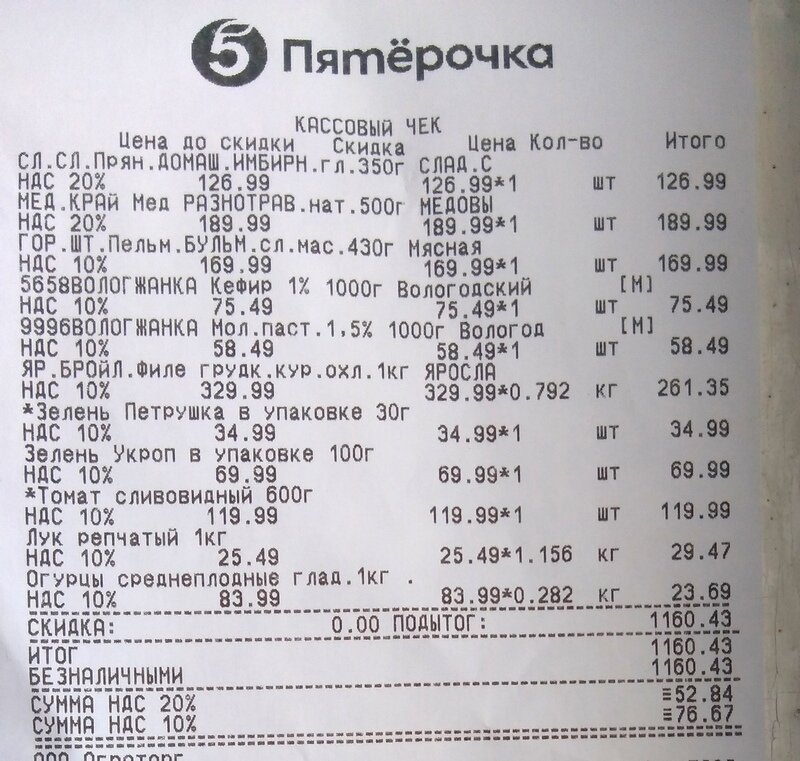 5 Пятёрочка
КАССОВЫЙ ЧЕК
Цена до скидки Скидка Цена Кол-во Итого
СЛ.СЛ.Прян.ДОМАШ.ИМБИРН.гл.350г СЛАД.С
НДС 20% 126.99 126.99*1 шт 126.99
МЕД.КРАЙ Мед РАЗНОТРАВ.нат.500г МЕДОВЫ
НДС 20% 189.99 189.99*1 шт 189.99
ГОР.ШТ.Пельм.БУЛЬМ.сл.мас.430г Мясная
НДС 10% 169.99 169.99*1 шт 169.99
5658ВОЛОГЖАНКА Кефир 1% 1000г Вологодский [М]
НДС 10% 75.49 75.49*1 шт 75.49
9996ВОЛОГЖАНКА Мол.паст.1,5% 1000г Вологод [М]
НДС 10% 58.49 58.49*1 шт 58.49
ЯР.БРОЙЛ.Филе грудк.кур.охл.1кг ЯРОСЛА
НДС 10% 329.99 329.99*0.792 кг 261.35
*Зелень Петрушка в упаковке 30г
НДС 10% 34.99 34.99*1 шт 34.99
Зелень Укроп в упаковке 100г
НДС 10% 69.99 69.99*1 шт 69.99
*Томат сливовидный 600г
НДС 10% 119.99 119.99*1 шт 119.99
Лук репчатый 1кг
НДС 10% 25.49 25.49*1.156 кг 29.47
Огурцы среднеплодные глад.1кг .
НДС 10% 83.99 83.99*0.282 кг 23.69
СКИДКА: 0.00 ПОДЫТОГ: 1160.43
ИТОГ 1160.43
БЕЗНАЛИЧНЫМИ 1160.43
СУММА НДС 20% ≡52.84
СУММА НДС 10% ≡76.67